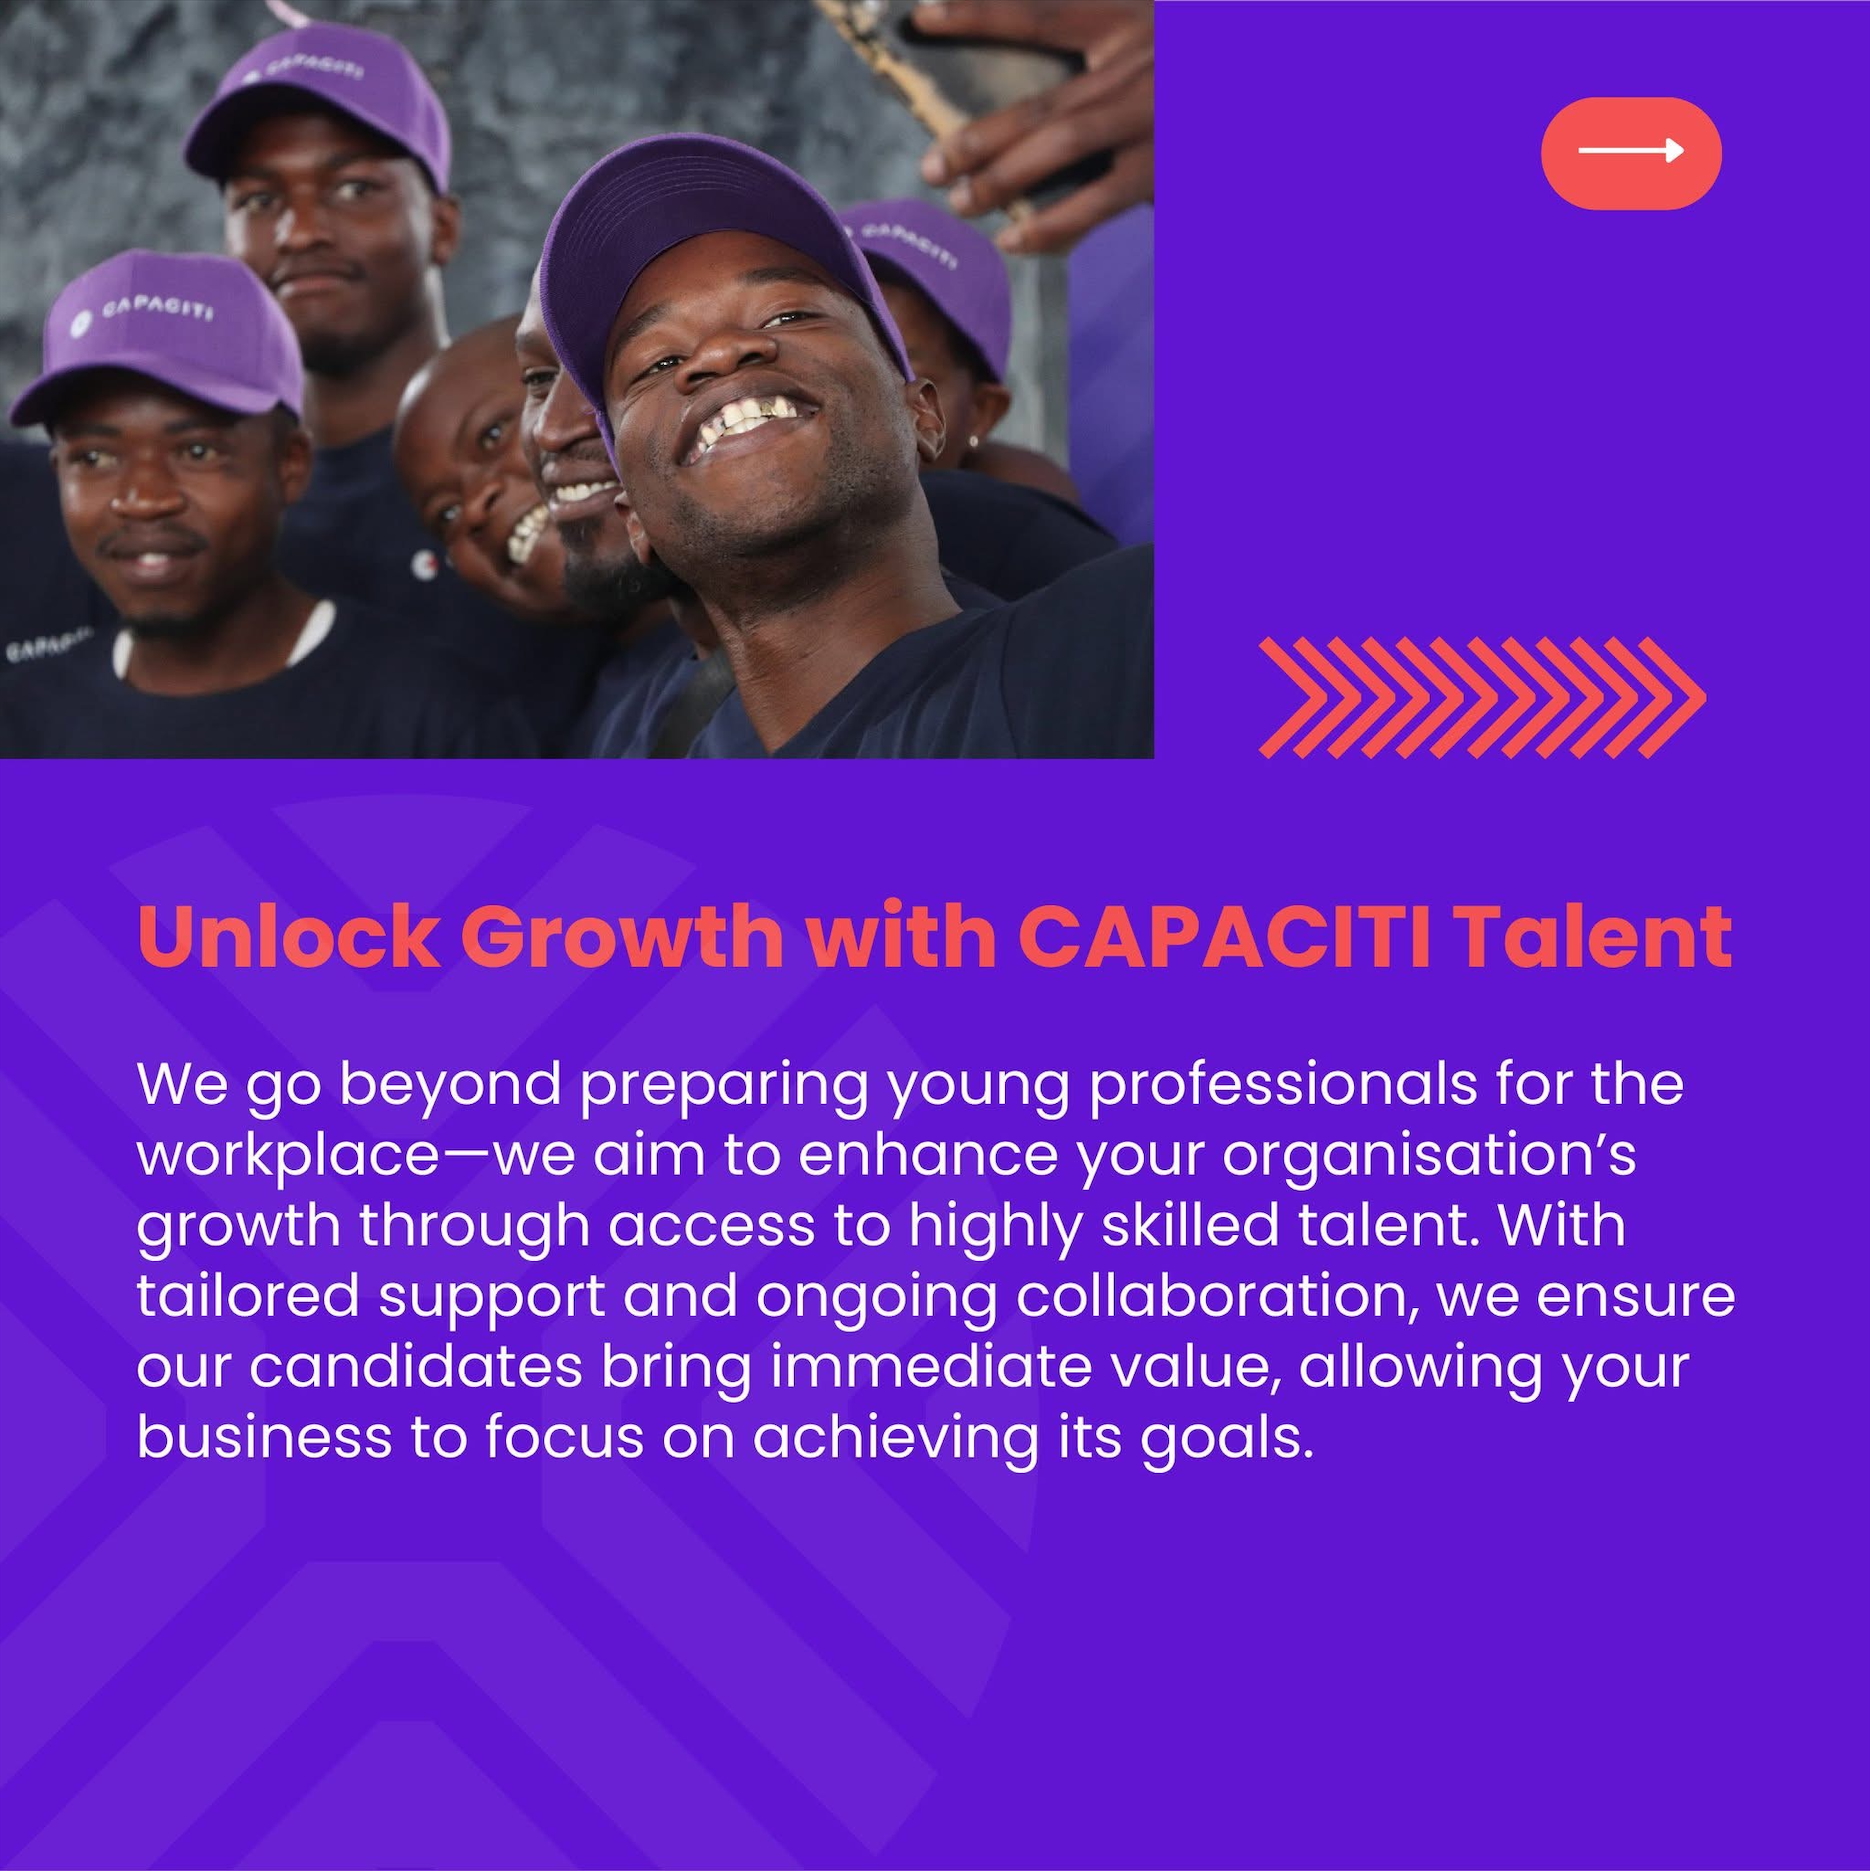 CAPACITI
CAPACITI
CAPACITI
CAPACITI
Unlock Growth with CAPACITI Talent
We go beyond preparing young professionals for the
workplace—we aim to enhance your organisation’s
growth through access to highly skilled talent. With
tailored support and ongoing collaboration, we ensure
our candidates bring immediate value, allowing your
business to focus on achieving its goals.